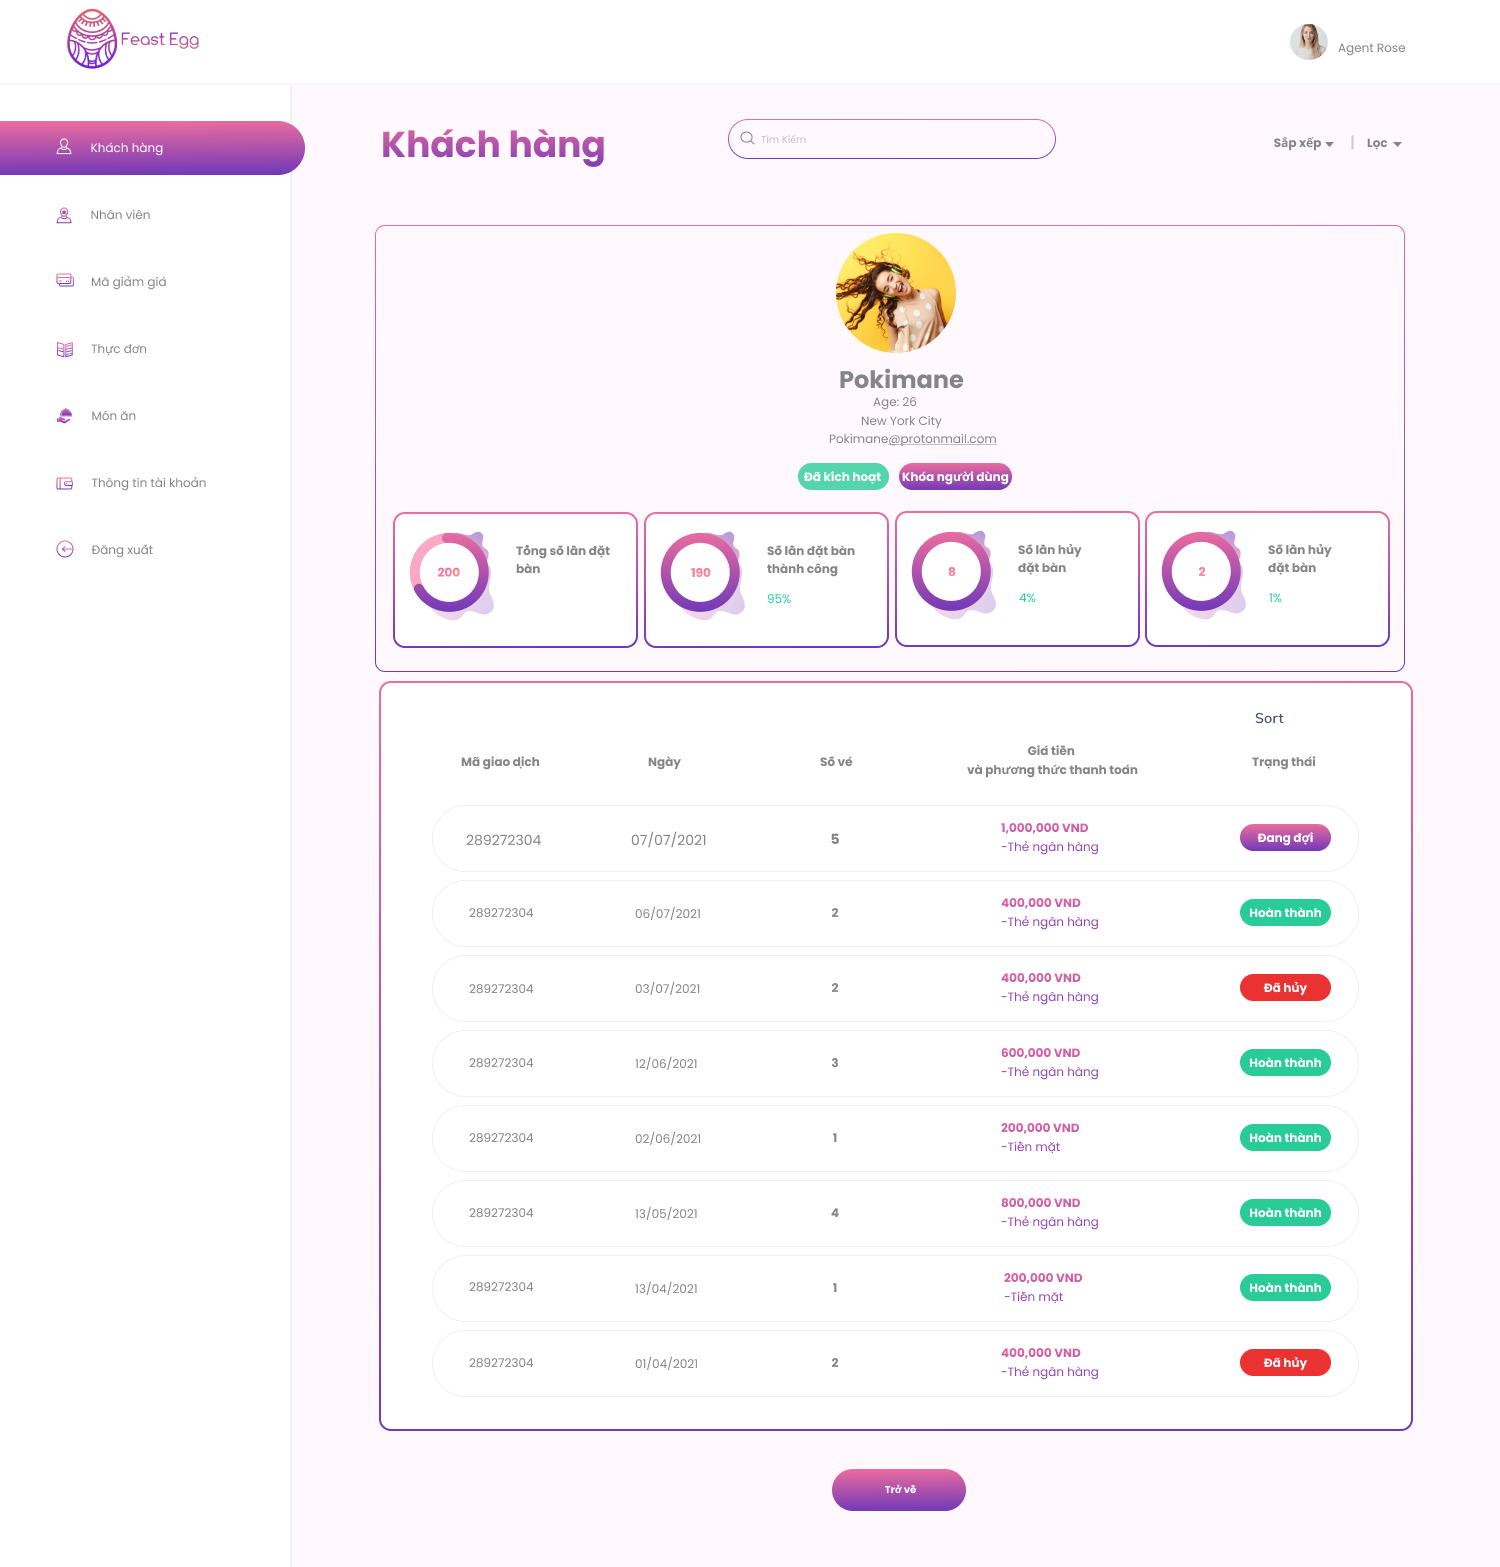 Feast Egg
Agent Rose
Khách hàng
Nhân viên
Mã giảm giá
Thực đơn
Món ăn
Thông tin tài khoản
Đăng xuất
Khách hàng
Tìm Kiếm
Sắp xếp | Lọc
Pokimane
Age: 26
New York City
Pokimane@protonmail.com
Đã kích hoạt
Khóa người dùng
200
Tổng số lần đặt
bàn
190
Số lần đặt bàn
thành công
95%
8
Số lần hủy
đặt bàn
4%
2
Số lần hủy
đặt bàn
1%
Sort
Mã giao dịch
Ngày
Số vé
Giá tiền
và phương thức thanh toán
Trạng thái
289272304
07/07/2021
5
1,000,000 VND
-Thẻ ngân hàng
Đang đợi
289272304
06/07/2021
2
400,000 VND
-Thẻ ngân hàng
Hoàn thành
289272304
03/07/2021
2
400,000 VND
-Thẻ ngân hàng
Đã hủy
289272304
12/06/2021
3
600,000 VND
-Thẻ ngân hàng
Hoàn thành
289272304
02/06/2021
1
200,000 VND
-Tiền mặt
Hoàn thành
289272304
13/05/2021
4
800,000 VND
-Thẻ ngân hàng
Hoàn thành
289272304
13/04/2021
1
200,000 VND
-Tiền mặt
Hoàn thành
289272304
01/04/2021
2
400,000 VND
-Thẻ ngân hàng
Đã hủy
Trở về